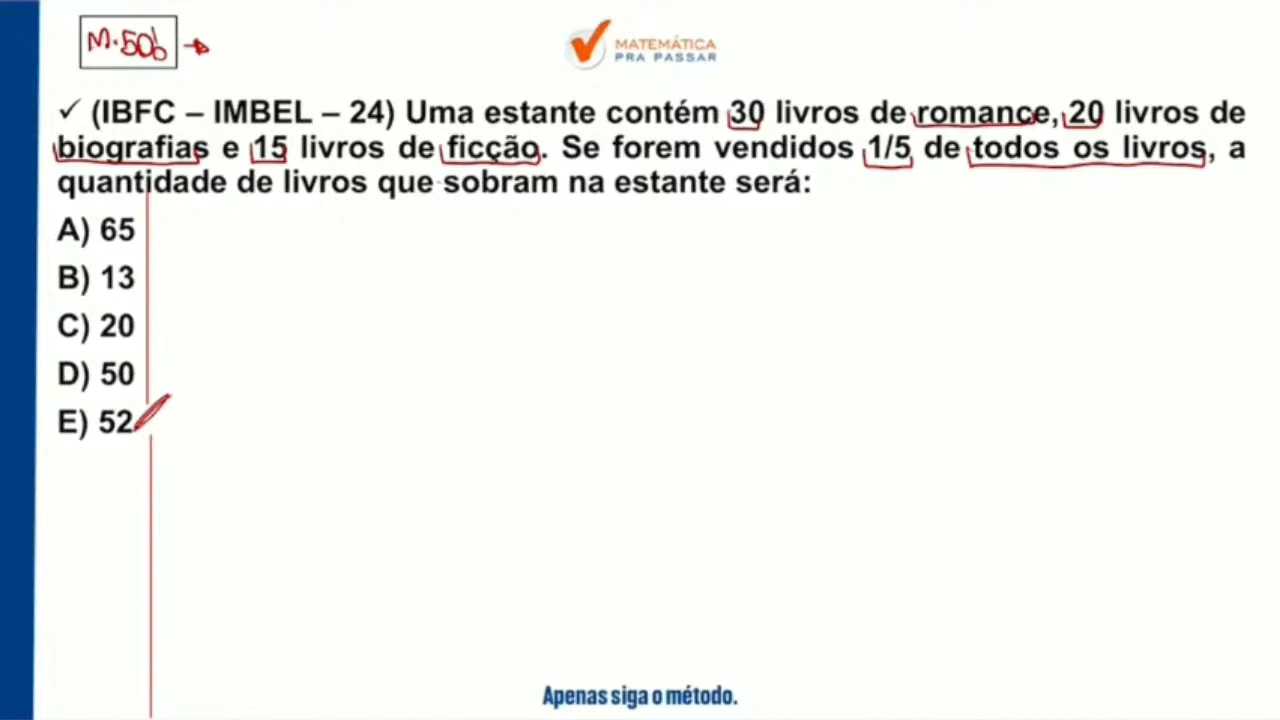 M.50b
MATEMÁTICA
PRA PASSAR
✓ (IBFC – IMBEL – 24) Uma estante contém 30 livros de romance, 20 livros de
biografias e 15 livros de ficção. Se forem vendidos 1/5 de todos os livros, a
quantidade de livros que sobram na estante será:
A) 65
B) 13
C) 20
D) 50
E) 52
Apenas siga o método.